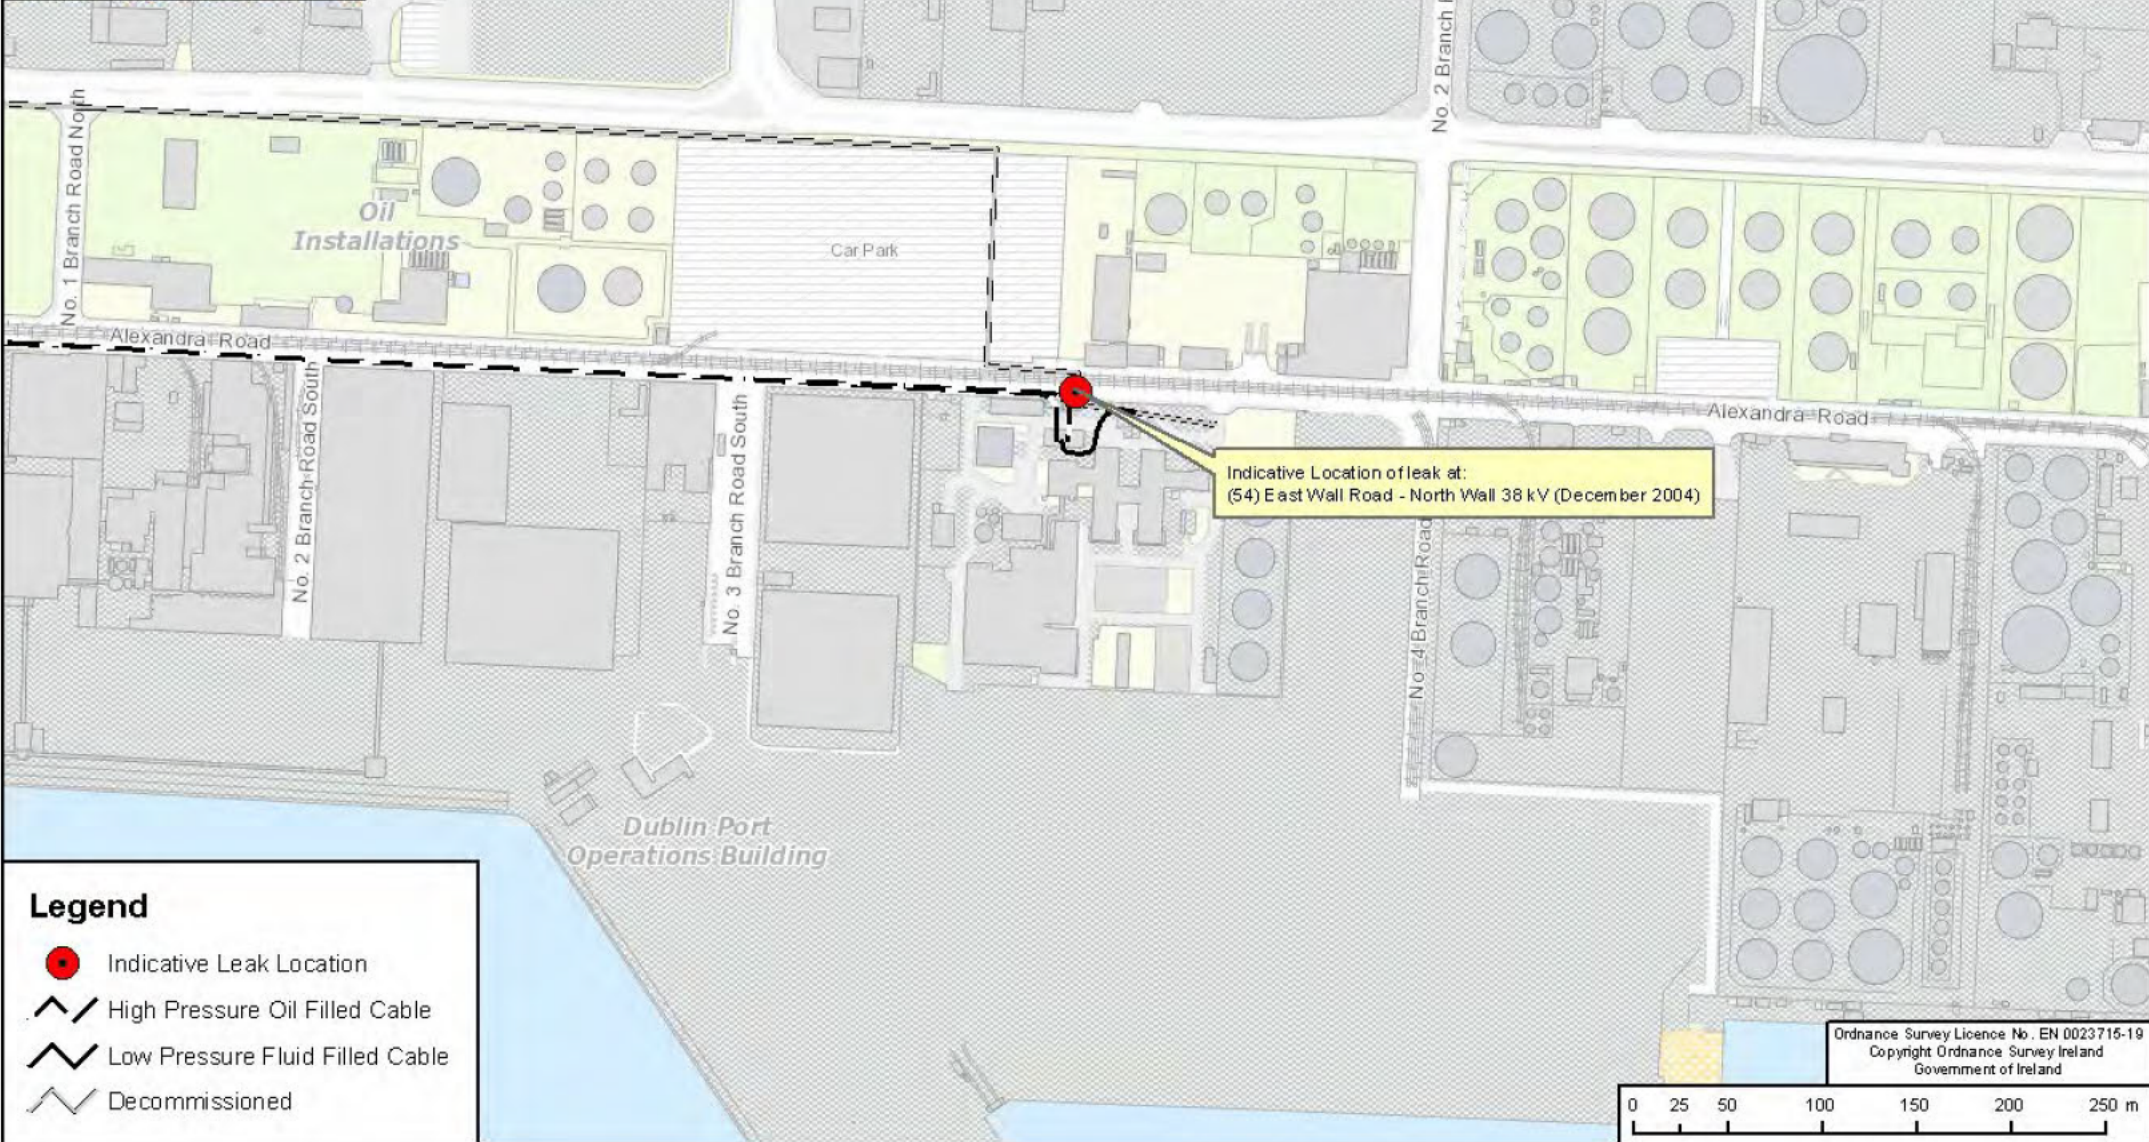 No. 2 Branch
No. 1 Branch Road North
Oil
Installations
Car Park
Alexandra Road
Alexandra Road
No. 2 Branch Road South
No. 3 Branch Road South
No 4 Branch Road
Indicative Location of leak at:
(54) East Wall Road - North Wall 38 kV (December 2004)
Dublin Port
Operations Building
Legend
Indicative Leak Location
High Pressure Oil Filled Cable
Low Pressure Fluid Filled Cable
Decommissioned
Ordnance Survey Licence No. EN 0023715-19
Copyright Ordnance Survey Ireland
Government of Ireland
0 25 50 100 150 200 250 m